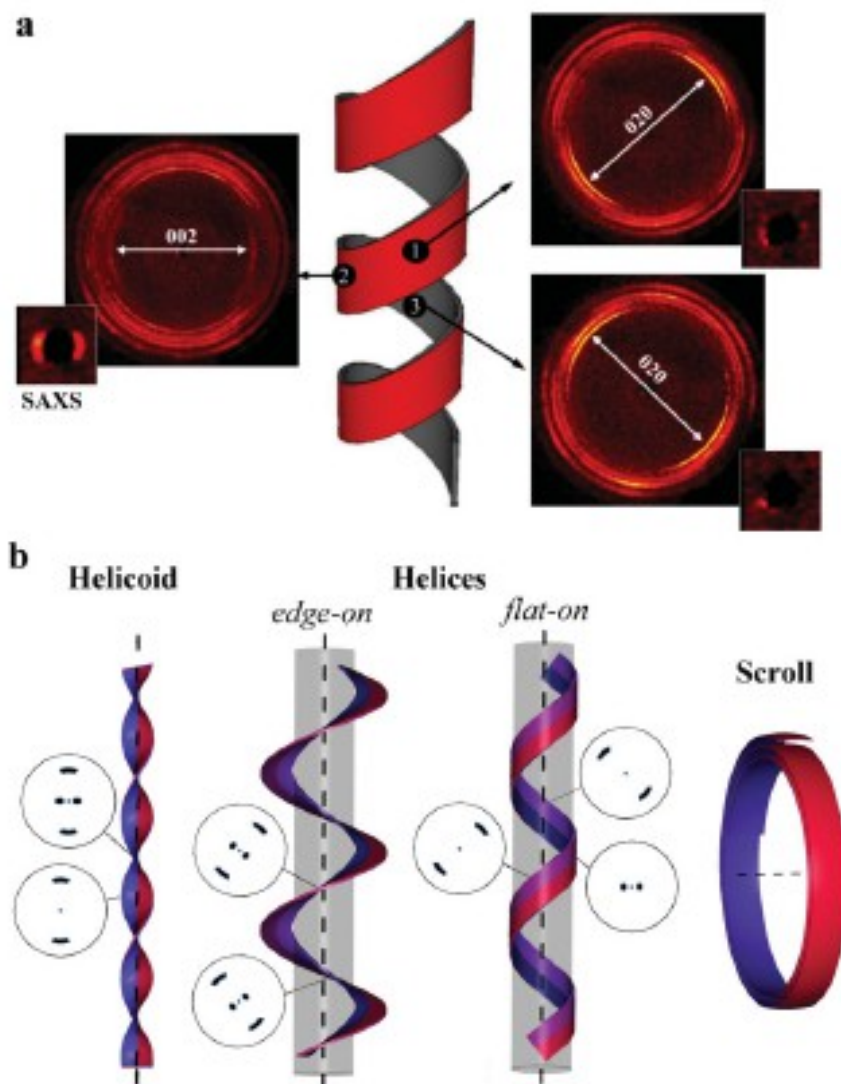 a
020
002
1
2
3
020
SAXS
b
Helicoid
Helices
edge-on
flat-on
Scroll